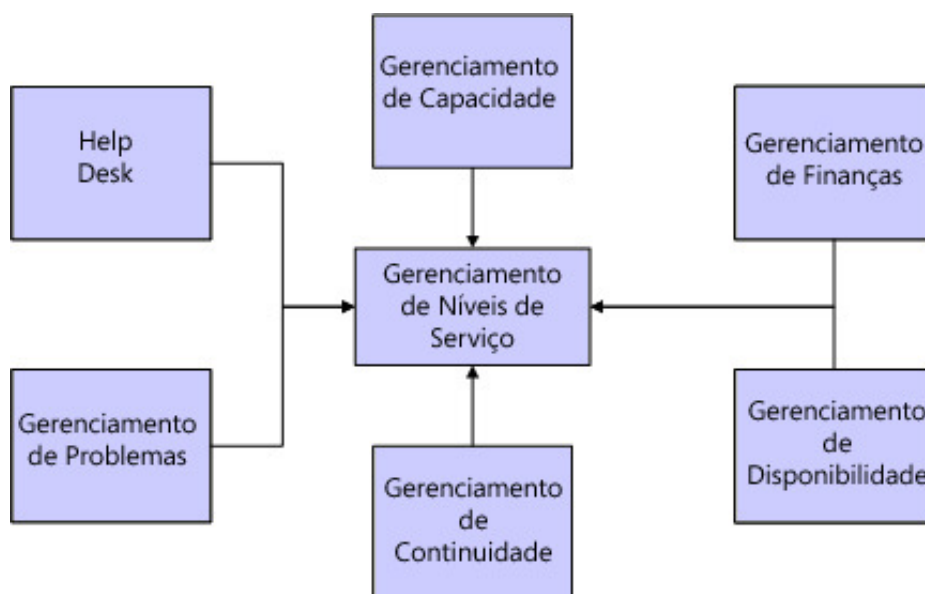 Gerenciamento
de Capacidade
Help
Desk
Gerenciamento
de Finanças
Gerenciamento
de Níveis de
Serviço
Gerenciamento
de Problemas
Gerenciamento
de
Continuidade
Gerenciamento
de
Disponibilidade